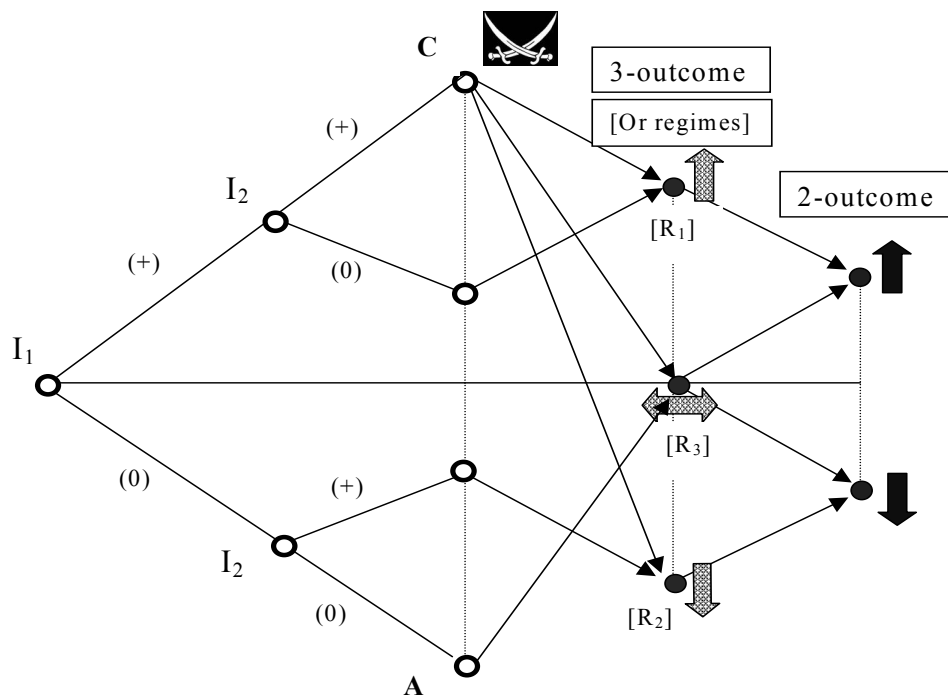 C
3-outcome
[Or regimes]
(+)
I₂
2-outcome
[R₁]
(+)
(0)
I₁
[R₃]
(0)
(+)
I₂
(0)
[R₂]
A